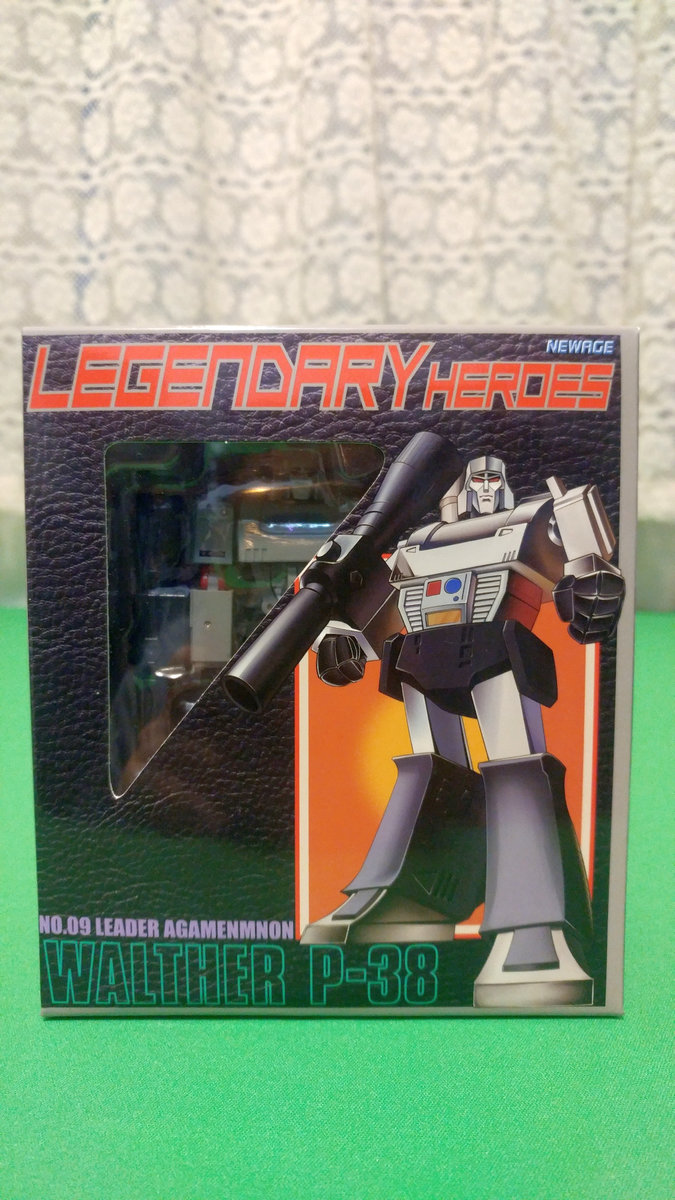 NEWAGE
LEGENDARY HEROES
NO.09 LEADER AGAMENMNON
WALTHER P-38